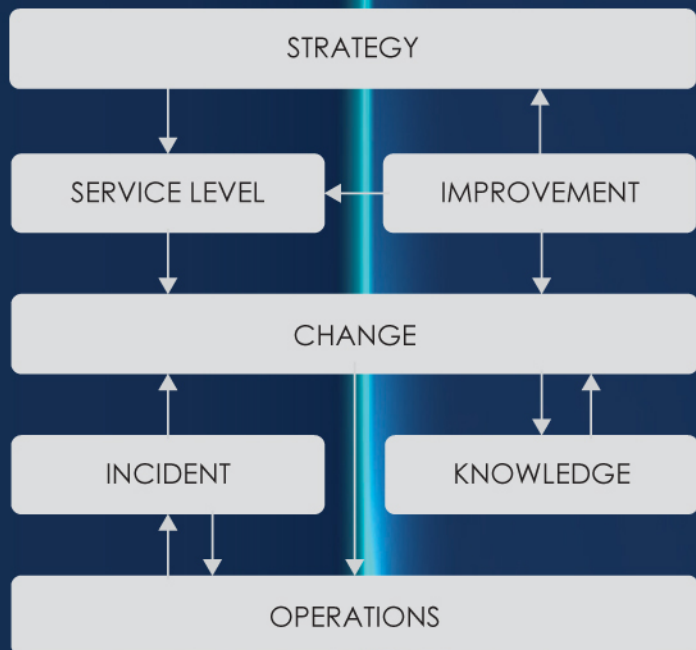 STRATEGY
SERVICE LEVEL
IMPROVEMENT
CHANGE
INCIDENT
KNOWLEDGE
OPERATIONS